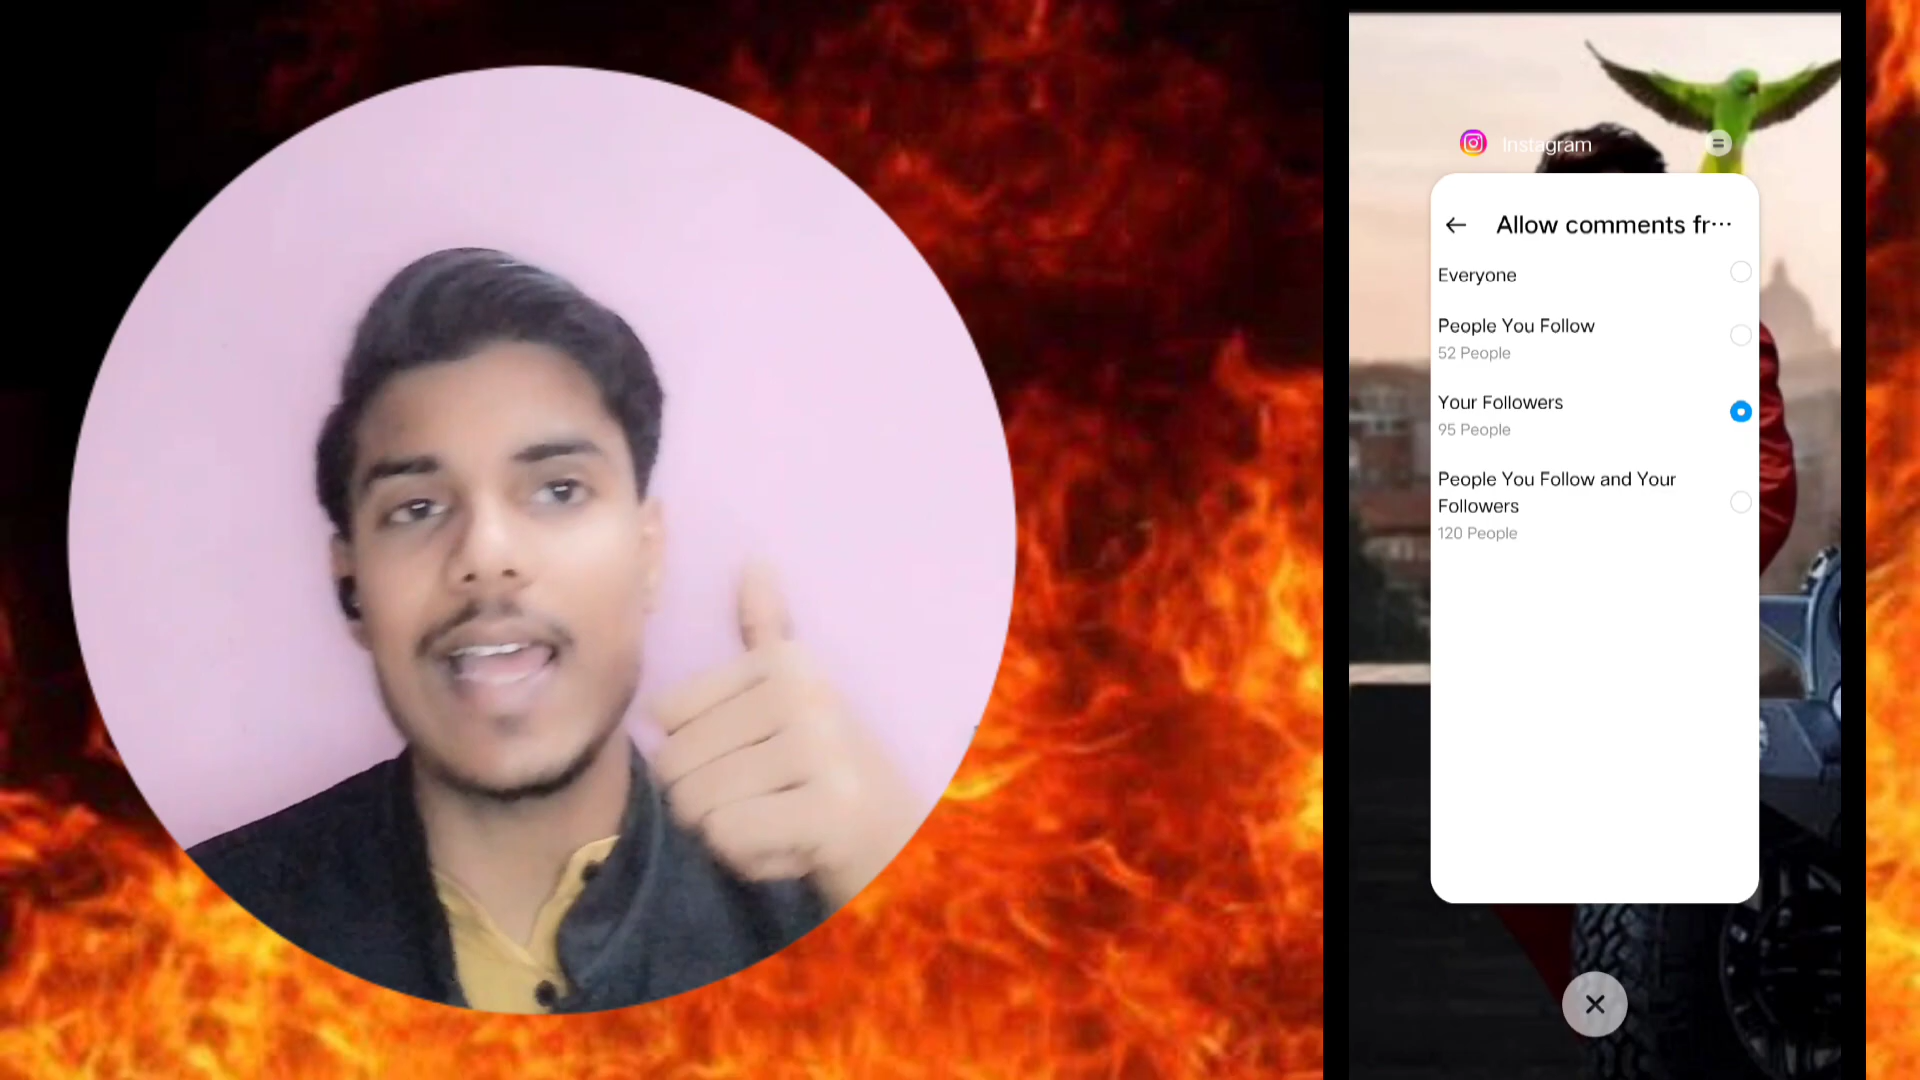 Instagram
Allow comments fr...
Everyone
People You Follow
52 People
Your Followers
95 People
People You Follow and Your
Followers
120 People